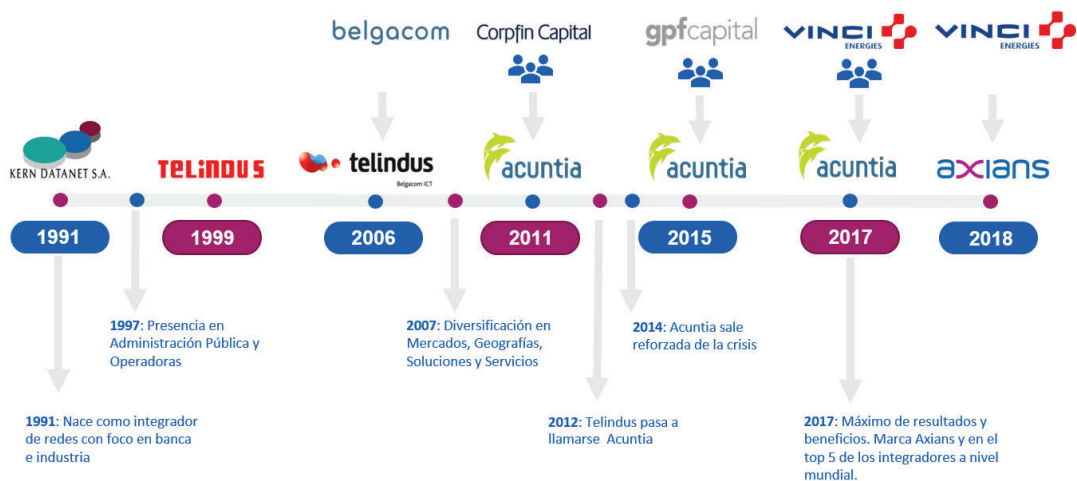 belgacom
Corpfin Capital
gpfcapital
VINCI
ENERGIES
VINCI
ENERGIES
KERN DATANET S.A.
TELINDUS
telindus
Belgacom ICT
acuntia
acuntia
acuntia
axians
1991
1999
2006
2011
2015
2017
2018
1997: Presencia en
Administración Pública y
Operadoras
2007: Diversificación en
Mercados, Geografías,
Soluciones y Servicios
2014: Acuntia sale
reforzada de la crisis
1991: Nace como integrador
de redes con foco en banca
e industria
2012: Telindus pasa a
llamarse Acuntia
2017: Máximo de resultados y
beneficios. Marca Axians y en el
top 5 de los integradores a nivel
mundial.